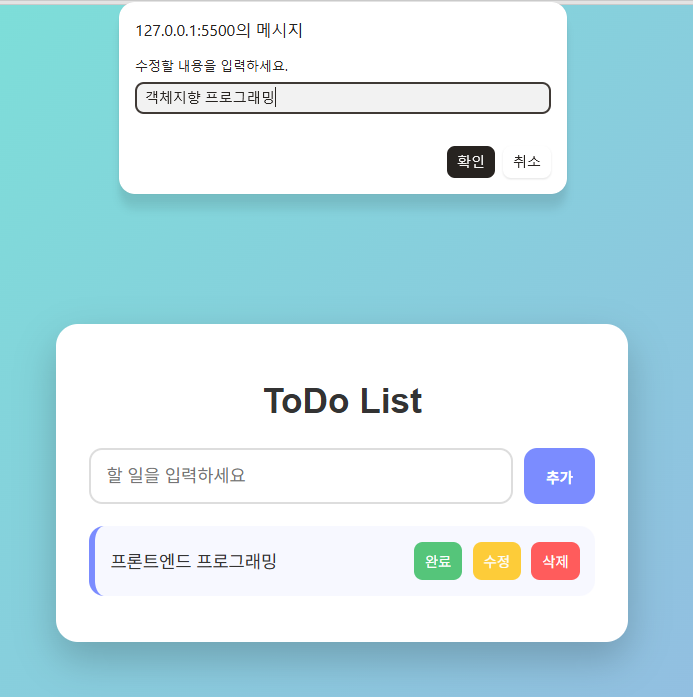 127.0.0.1:5500의 메시지
수정할 내용을 입력하세요.
객체지향 프로그래밍
확인 취소
ToDo List
할 일을 입력하세요 추가
프론트엔드 프로그래밍 완료 수정 삭제